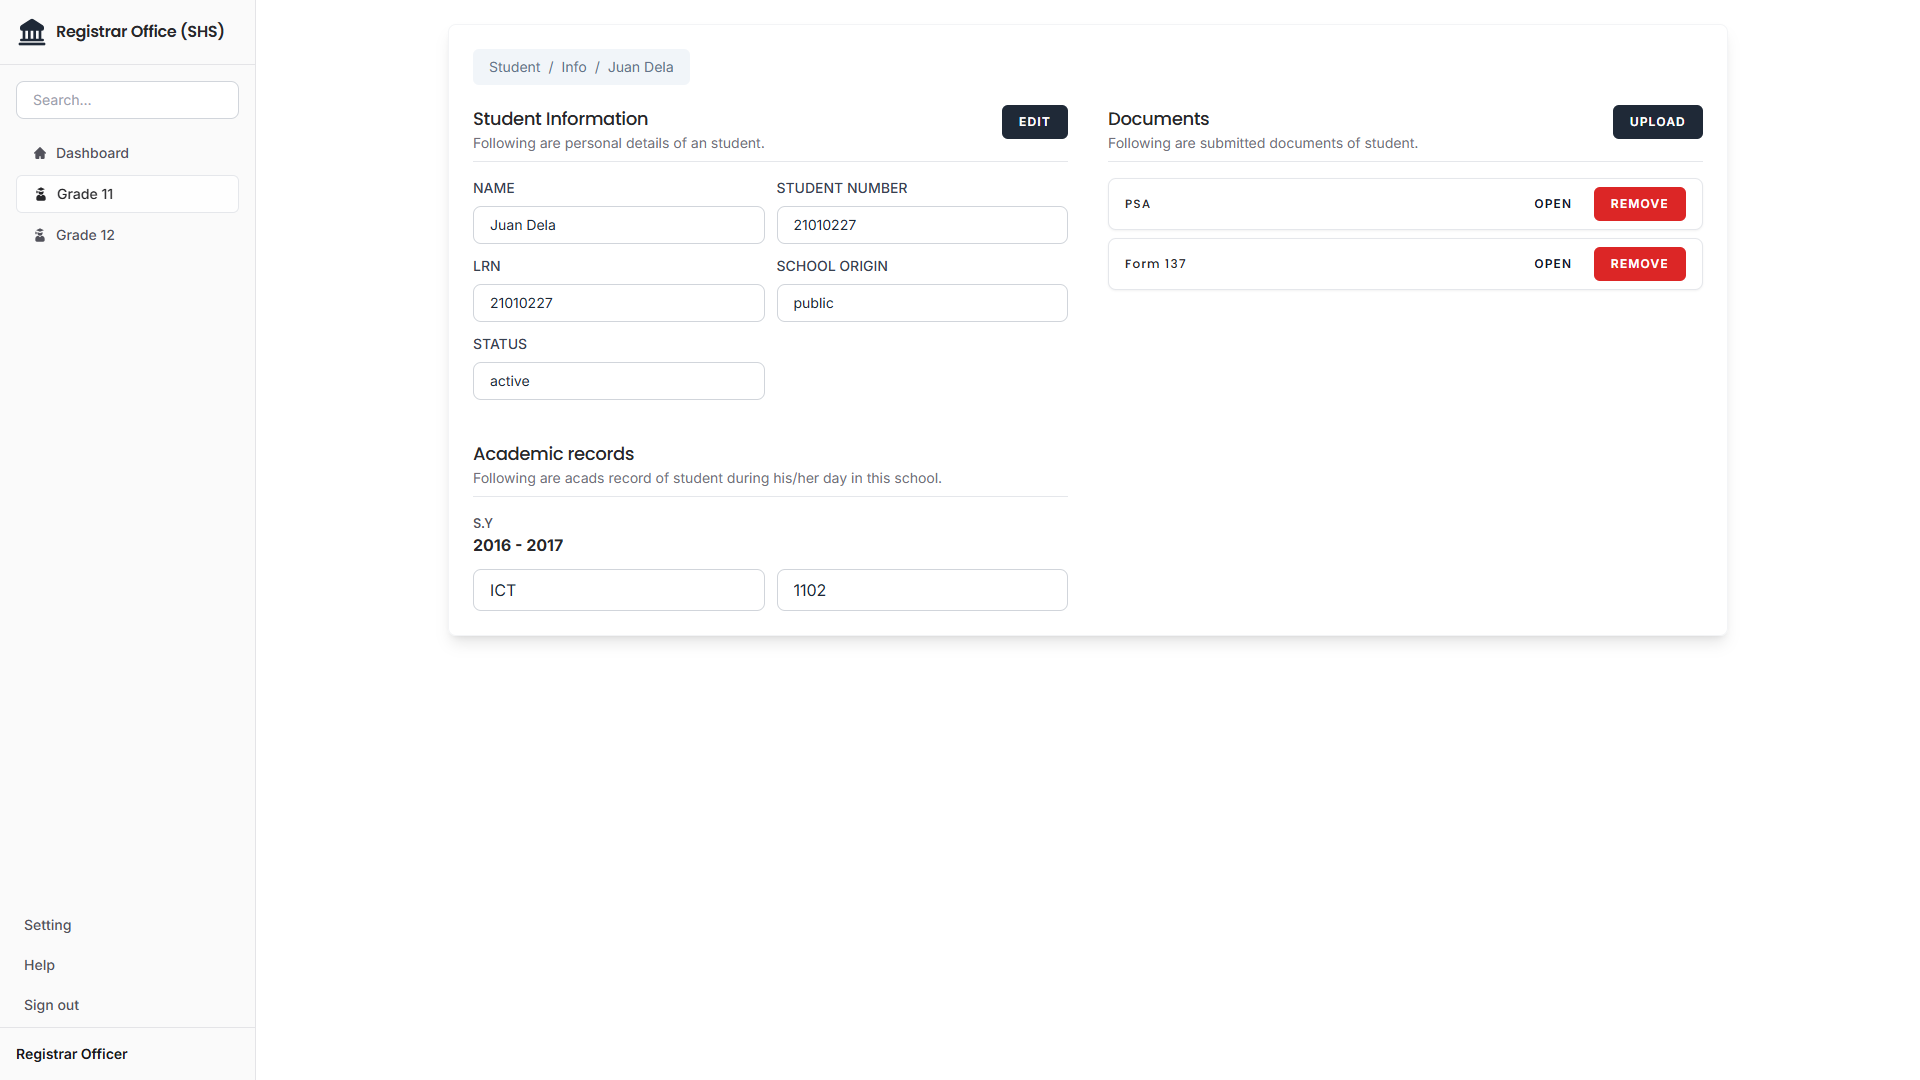 Registrar Office (SHS)
Search...
Dashboard
Grade 11
Grade 12
Setting
Help
Sign out
Registrar Officer
Student / Info / Juan Dela
Student Information
Following are personal details of an student.
EDIT
NAME
Juan Dela
STUDENT NUMBER
21010227
LRN
21010227
SCHOOL ORIGIN
public
STATUS
active
Academic records
Following are acads record of student during his/her day in this school.
S.Y
2016 - 2017
ICT
1102
Documents
Following are submitted documents of student.
UPLOAD
PSA OPEN REMOVE
Form 137 OPEN REMOVE